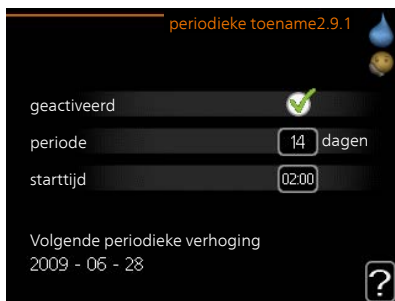 periodieke toename2.9.1
geactiveerd
periode 14 dagen
starttijd 02:00
Volgende periodieke verhoging
2009 - 06 - 28
?